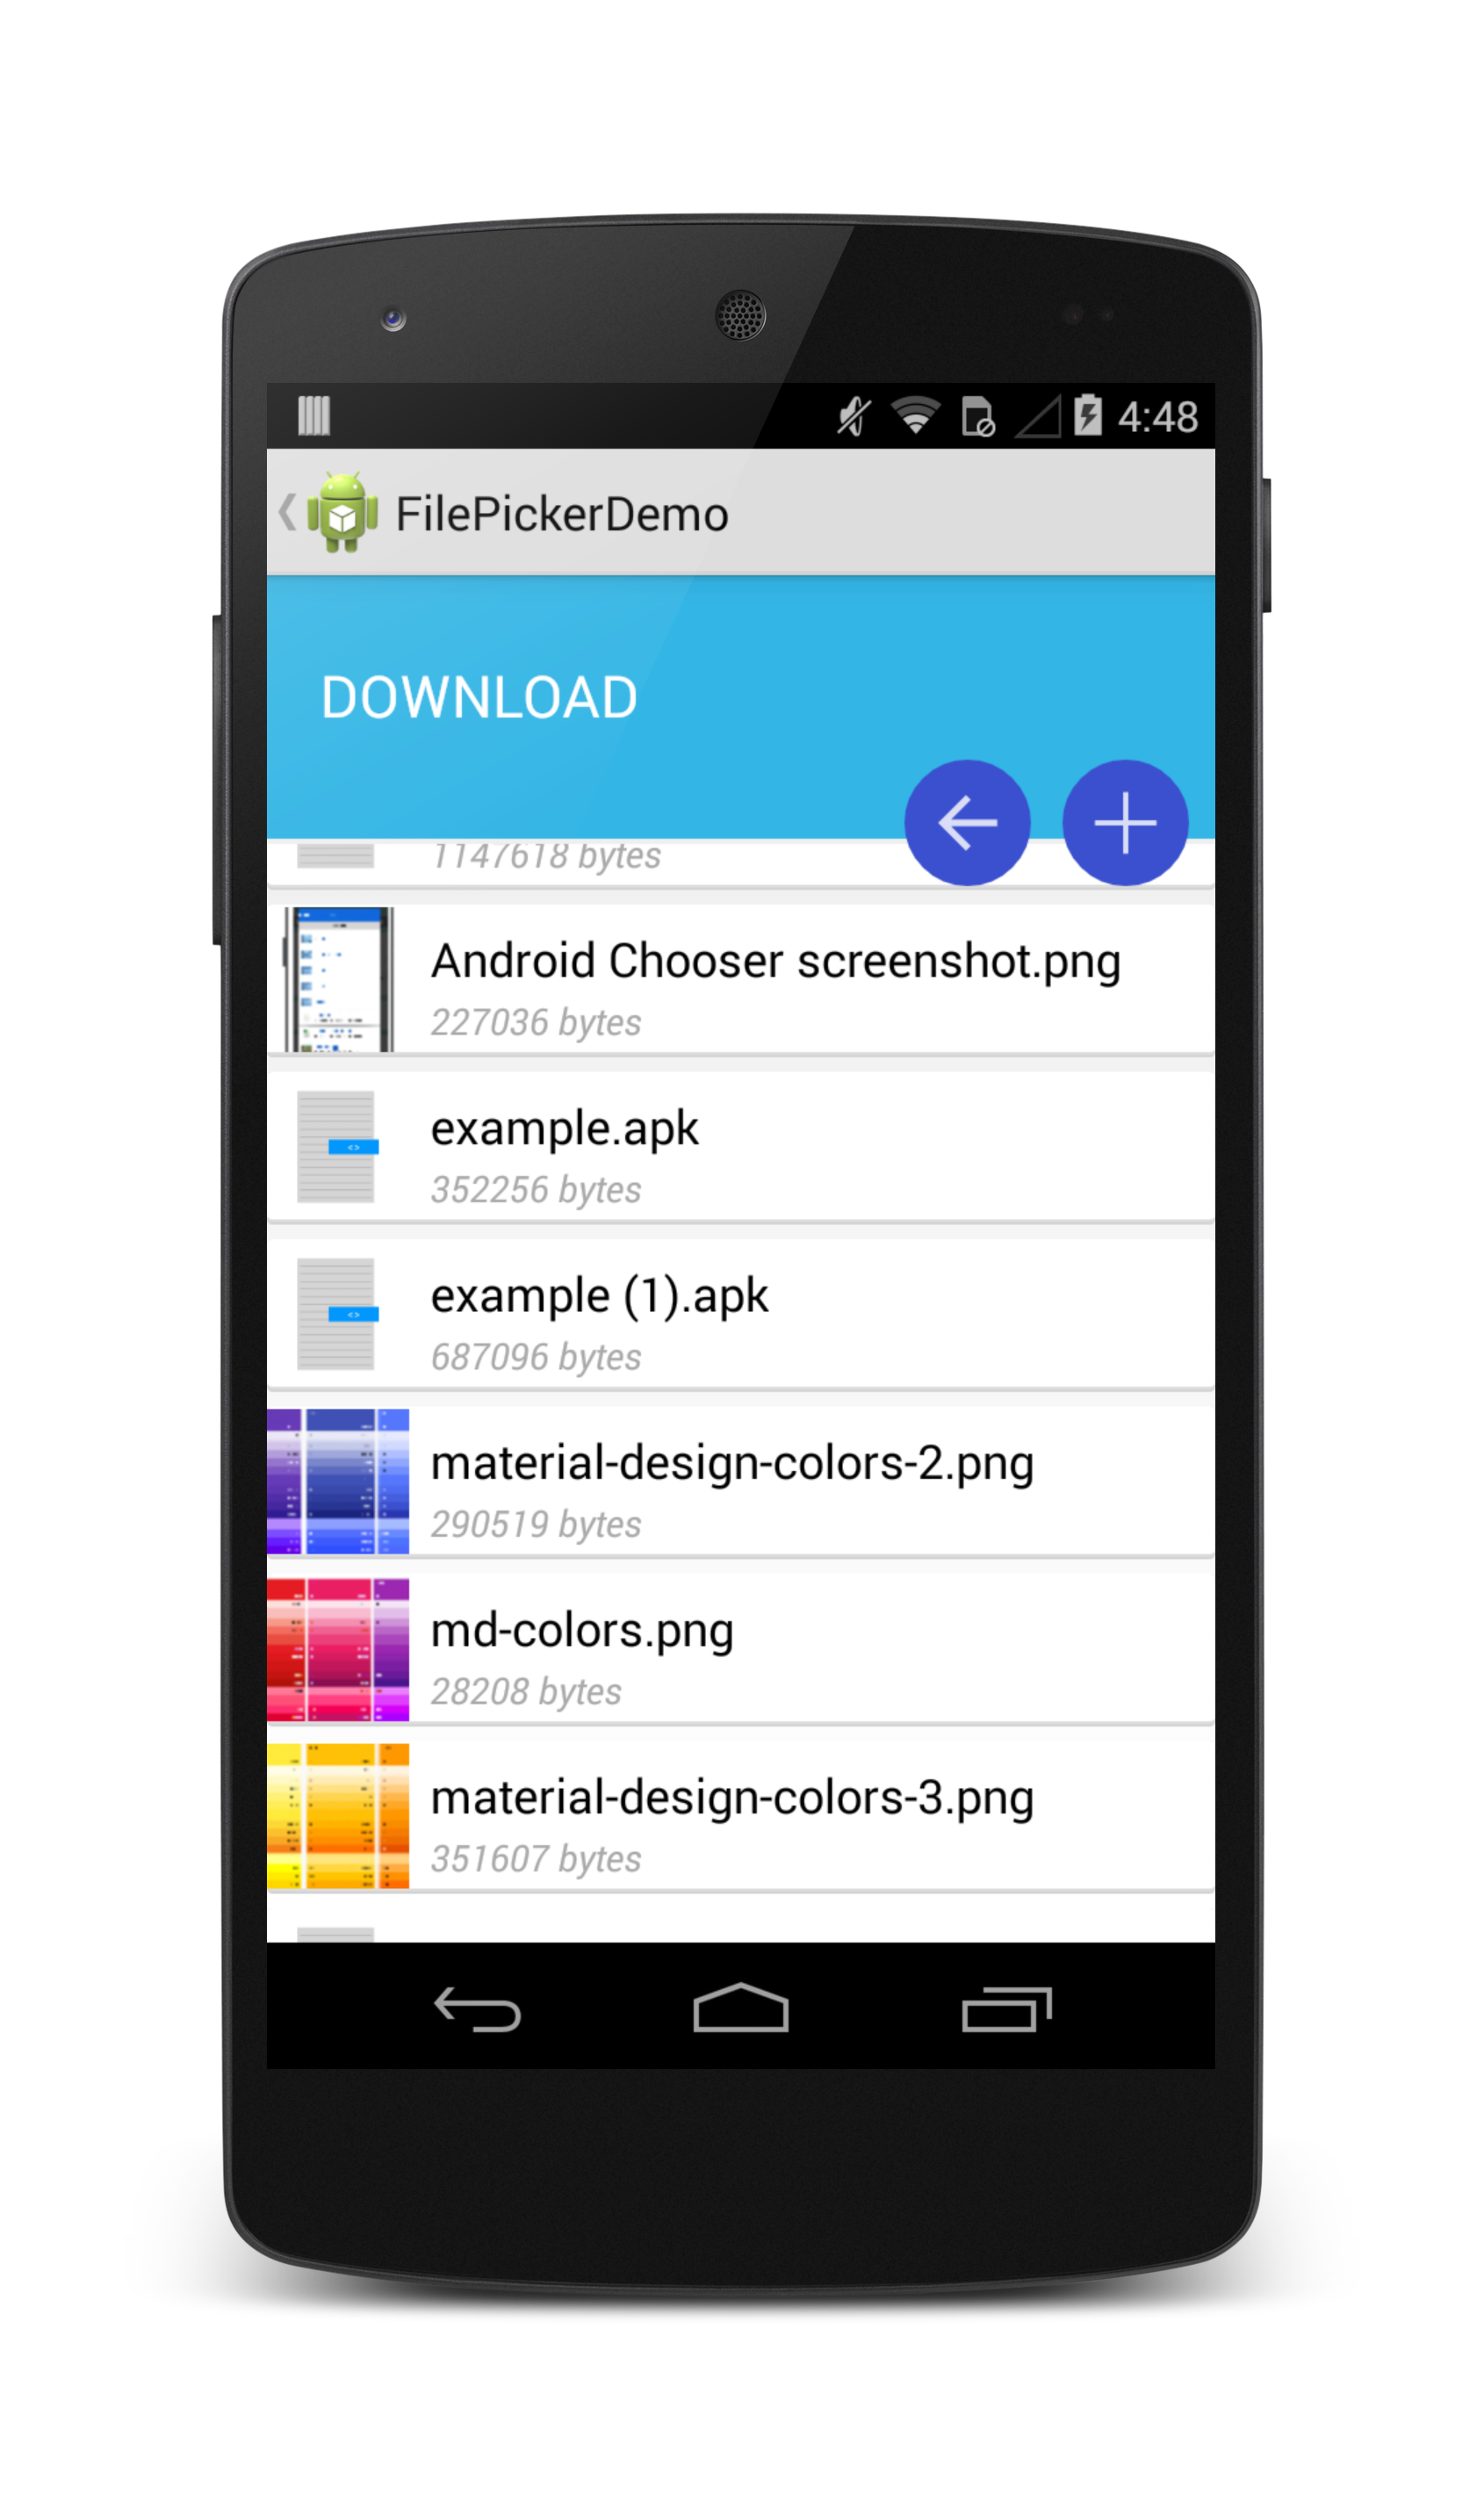 4:48
FilePickerDemo
DOWNLOAD
1147618 bytes
Android Chooser screenshot.png
227036 bytes
example.apk
352256 bytes
example (1).apk
687096 bytes
material-design-colors-2.png
290519 bytes
md-colors.png
28208 bytes
material-design-colors-3.png
351607 bytes